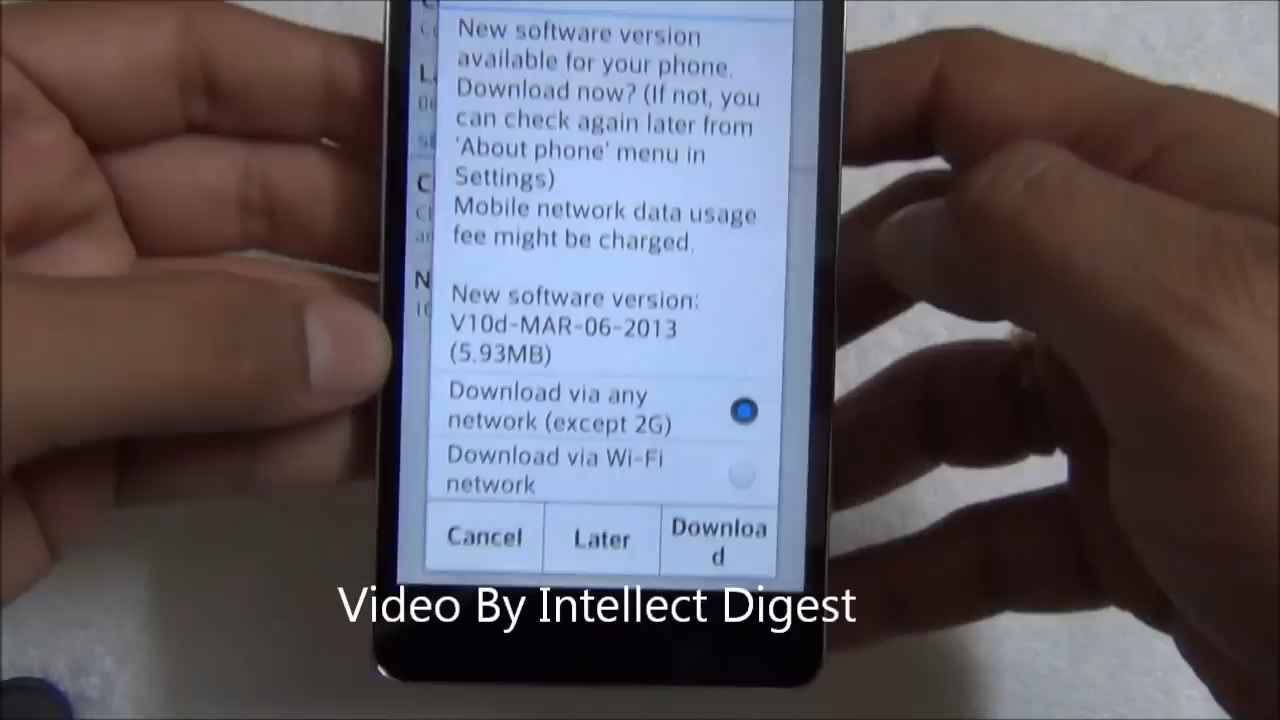 New software version
available for your phone.
Download now? (If not, you
can check again later from
'About phone' menu in
Settings)
Mobile network data usage
fee might be charged.
New software version:
V10d-MAR-06-2013
(5.93MB)
Download via any
network (except 2G)
Download via Wi-Fi
network
Cancel
Later
Downloa
d
Video By Intellect Digest